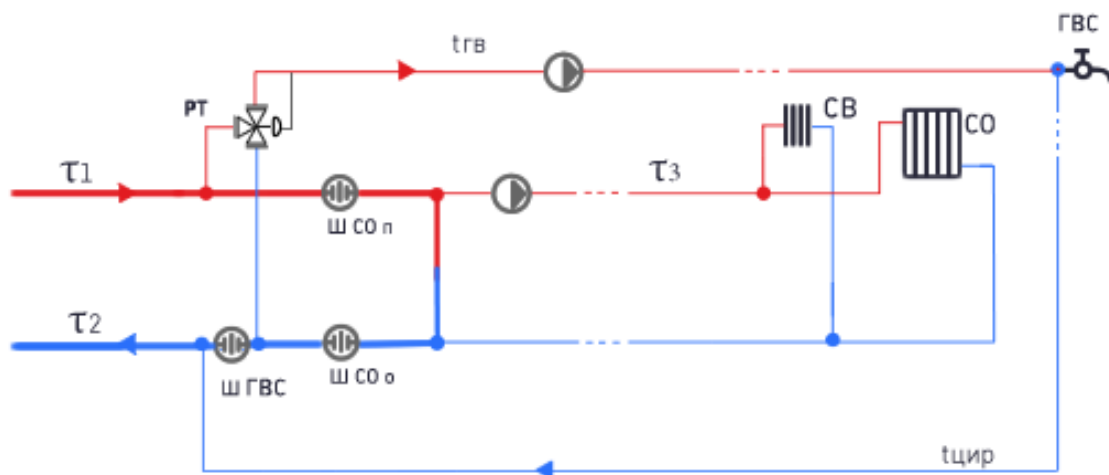 ГВС
tгв
РТ
СВ
СО
τ1
τ3
Ш СО п
τ2
Ш ГВС
Ш СО о
tцир